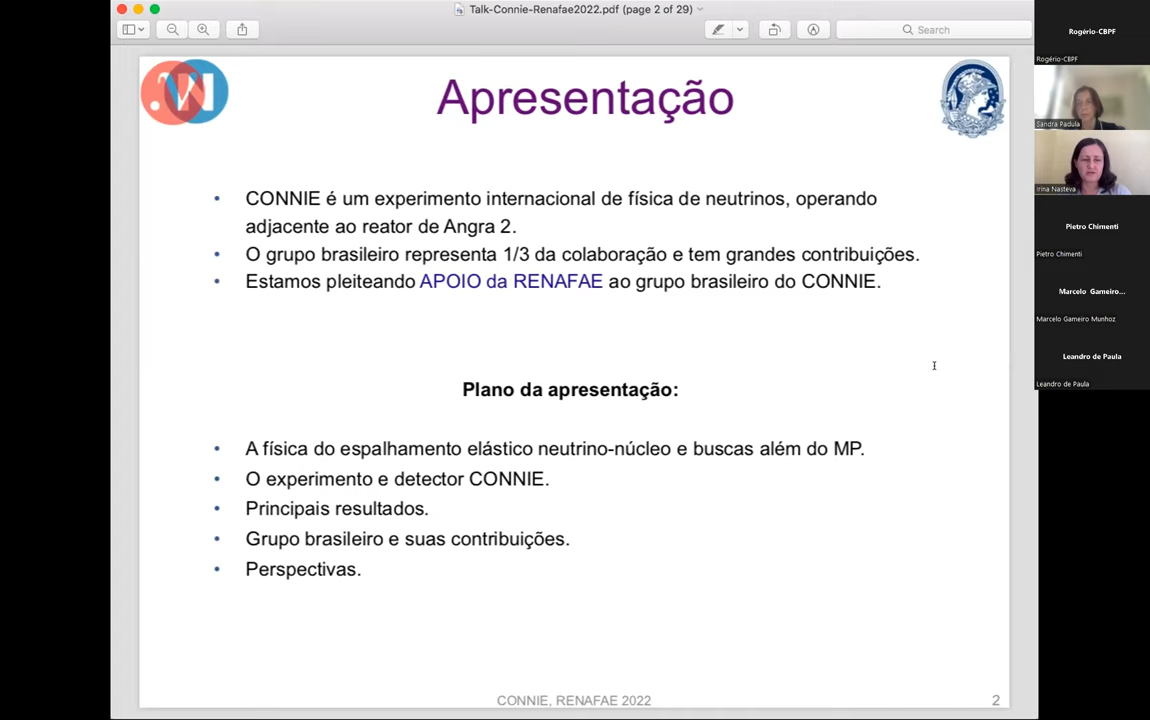 Talk-Connie-Renafae2022.pdf (page 2 of 29)
Search
Apresentação
• CONNIE é um experimento internacional de física de neutrinos, operando
adjacente ao reator de Angra 2.
• O grupo brasileiro representa 1/3 da colaboração e tem grandes contribuições.
• Estamos pleiteando APOIO da RENAFAE ao grupo brasileiro do CONNIE.
Plano da apresentação:
• A física do espalhamento elástico neutrino-núcleo e buscas além do MP.
• O experimento e detector CONNIE.
• Principais resultados.
• Grupo brasileiro e suas contribuições.
• Perspectivas.
CONNIE, RENAFAE 2022
2
Rogério-CBPF
Rogério-CBPF
Sandra Padula
Irina Nasteva
Pietro Chimenti
Pietro Chimenti
Marcelo Gameiro...
Marcelo Gameiro Munhoz
Leandro de Paula
Leandro de Paula